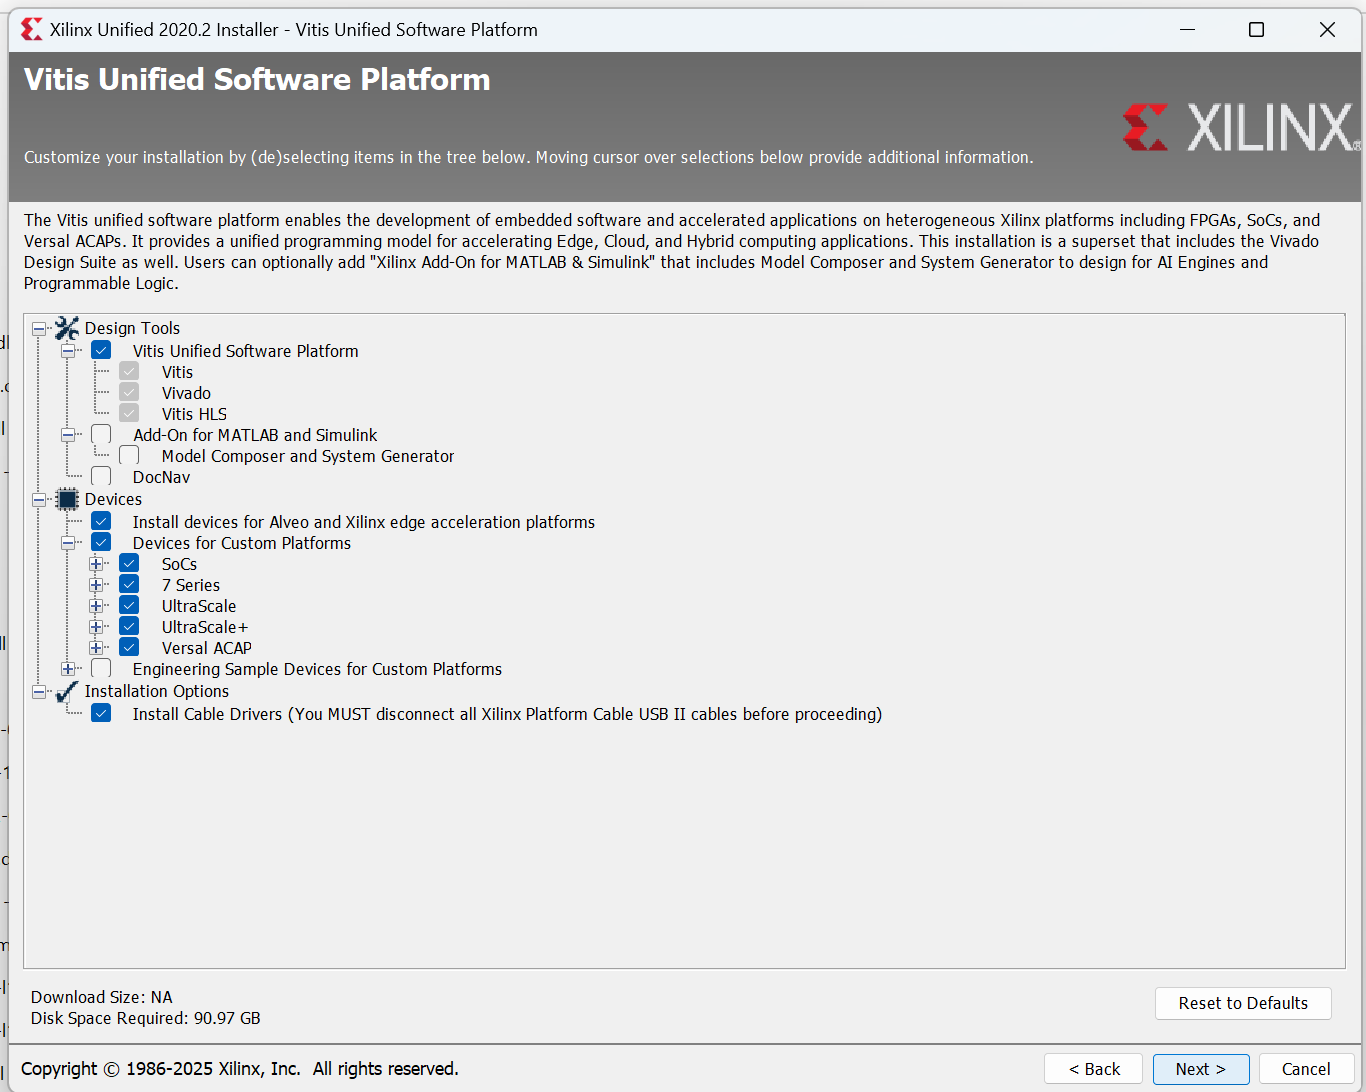 Xilinx Unified 2020.2 Installer - Vitis Unified Software Platform
Vitis Unified Software Platform
XILINX
Customize your installation by (de)selecting items in the tree below. Moving cursor over selections below provide additional information.
The Vitis unified software platform enables the development of embedded software and accelerated applications on heterogeneous Xilinx platforms including FPGAs, SoCs, and
Versal ACAPs. It provides a unified programming model for accelerating Edge, Cloud, and Hybrid computing applications. This installation is a superset that includes the Vivado
Design Suite as well. Users can optionally add "Xilinx Add-On for MATLAB & Simulink" that includes Model Composer and System Generator to design for AI Engines and
Programmable Logic.
Design Tools
Vitis Unified Software Platform
Vitis
Vivado
Vitis HLS
Add-On for MATLAB and Simulink
Model Composer and System Generator
DocNav
Devices
Install devices for Alveo and Xilinx edge acceleration platforms
Devices for Custom Platforms
SoCs
7 Series
UltraScale
UltraScale+
Versal ACAP
Engineering Sample Devices for Custom Platforms
Installation Options
Install Cable Drivers (You MUST disconnect all Xilinx Platform Cable USB II cables before proceeding)
Download Size: NA
Disk Space Required: 90.97 GB
Reset to Defaults
Copyright © 1986-2025 Xilinx, Inc.  All rights reserved.
< Back
Next >
Cancel